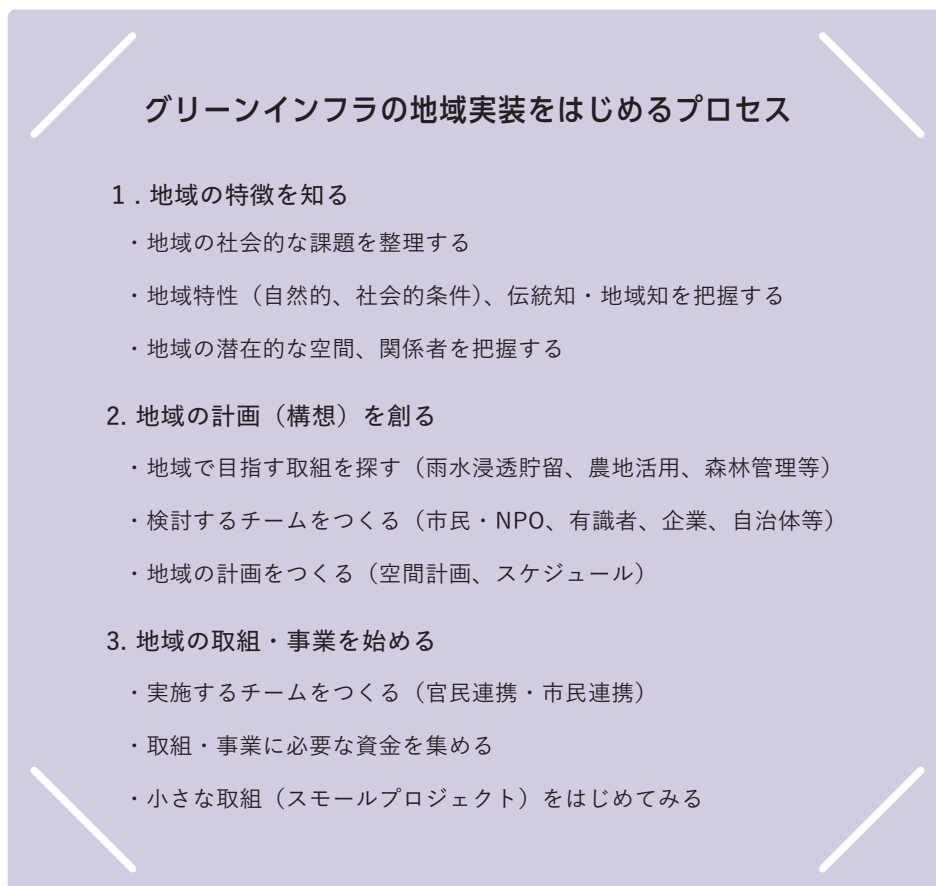 グリーンインフラの地域実装をはじめるプロセス
1 . 地域の特徴を知る
・地域の社会的な課題を整理する
・地域特性（自然的、社会的条件）、伝統知・地域知を把握する
・地域の潜在的な空間、関係者を把握する
2. 地域の計画（構想）を創る
・地域で目指す取組を探す（雨水浸透貯留、農地活用、森林管理等）
・検討するチームをつくる（市民・NPO、有識者、企業、自治体等）
・地域の計画をつくる（空間計画、スケジュール）
3. 地域の取組・事業を始める
・実施するチームをつくる（官民連携・市民連携）
・取組・事業に必要な資金を集める
・小さな取組（スモールプロジェクト）をはじめてみる